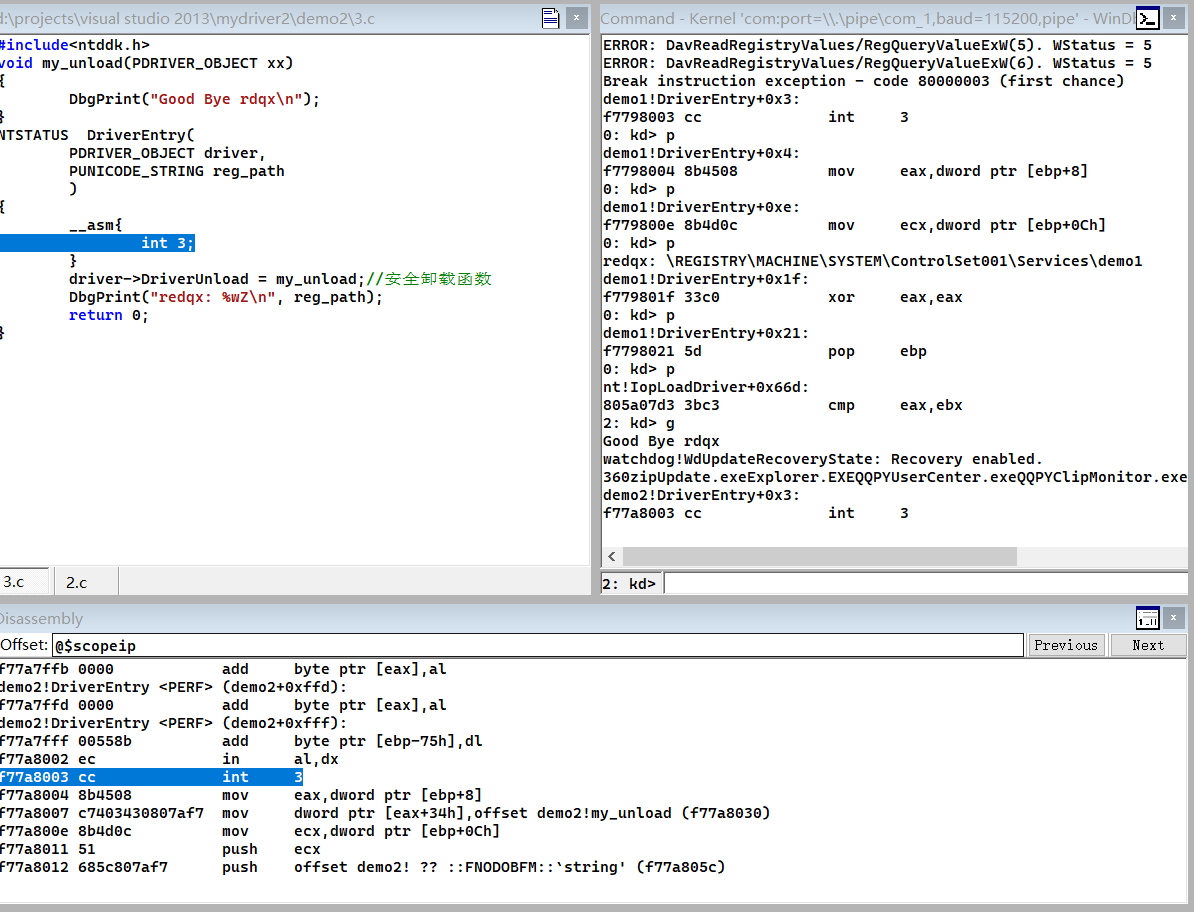 d:\projects\visual studio 2013\mydriver2\demo2\3.c
#include<ntddk.h>
void my_unload(PDRIVER_OBJECT xx)
{
DbgPrint("Good Bye rdqx\n");
}
NTSTATUS  DriverEntry(
PDRIVER_OBJECT driver,
PUNICODE_STRING reg_path
)
{
__asm{
int 3;
}
driver->DriverUnload = my_unload;//安全卸载函数
DbgPrint("redqx: %wZ\n", reg_path);
return 0;
}
3.c
2.c
Command - Kernel 'com:port=\\.\pipe\com_1,baud=115200,pipe' - WinD
ERROR: DavReadRegistryValues/RegQueryValueExW(5). WStatus = 5
ERROR: DavReadRegistryValues/RegQueryValueExW(6). WStatus = 5
Break instruction exception - code 80000003 (first chance)
demo1!DriverEntry+0x3:
f7798003 cc              int     3
0: kd> p
demo1!DriverEntry+0x4:
f7798004 8b4508          mov     eax,dword ptr [ebp+8]
0: kd> p
demo1!DriverEntry+0xe:
f779800e 8b4d0c          mov     ecx,dword ptr [ebp+0Ch]
0: kd> p
redqx: \REGISTRY\MACHINE\SYSTEM\ControlSet001\Services\demo1
demo1!DriverEntry+0x1f:
f779801f 33c0            xor     eax,eax
0: kd> p
demo1!DriverEntry+0x21:
f7798021 5d              pop     ebp
0: kd> p
nt!IopLoadDriver+0x66d:
805a07d3 3bc3            cmp     eax,ebx
2: kd> g
Good Bye rdqx
watchdog!WdUpdateRecoveryState: Recovery enabled.
360zipUpdate.exeExplorer.EXEQQPYUserCenter.exeQQPYClipMonitor.exe
demo2!DriverEntry+0x3:
f77a8003 cc              int     3
2: kd>
Disassembly
Offset: @$scopeip
Previous
Next
f77a7ffb 0000            add     byte ptr [eax],al
demo2!DriverEntry <PERF> (demo2+0xffd):
f77a7ffd 0000            add     byte ptr [eax],al
demo2!DriverEntry <PERF> (demo2+0xfff):
f77a7fff 00558b          add     byte ptr [ebp-75h],dl
f77a8002 ec              in      al,dx
f77a8003 cc              int     3
f77a8004 8b4508          mov     eax,dword ptr [ebp+8]
f77a8007 c7403430807af7  mov     dword ptr [eax+34h],offset demo2!my_unload (f77a8030)
f77a800e 8b4d0c          mov     ecx,dword ptr [ebp+0Ch]
f77a8011 51              push    ecx
f77a8012 685c807af7      push    offset demo2! ?? ::FNODOBFM::`string' (f77a805c)